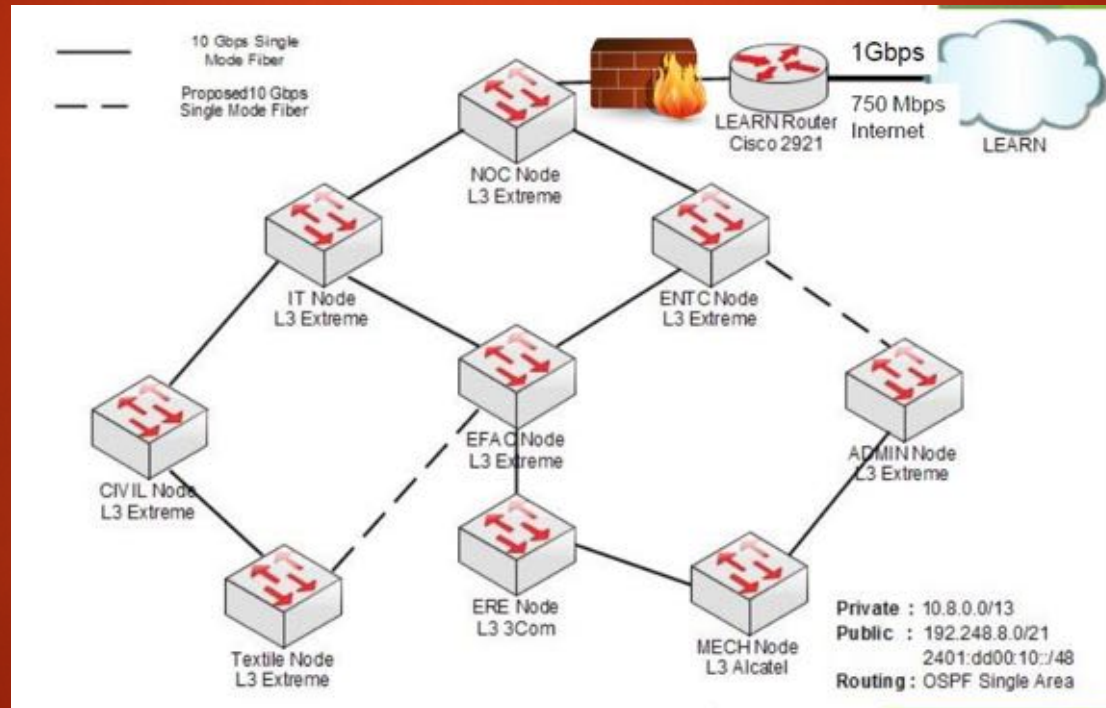 10 Gbps Single
Mode Fiber
Proposed10 Gbps
Single Mode Fiber
1Gbps
750 Mbps
Internet
LEARN
LEARN Router
Cisco 2921
NOC Node
L3 Extreme
IT Node
L3 Extreme
ENTC Node
L3 Extreme
EFAC Node
L3 Extreme
ADMIN Node
L3 Extreme
CIVIL Node
L3 Extreme
ERE Node
L3 3Com
MECH Node
L3 Alcatel
Textile Node
L3 Extreme
Private : 10.8.0.0/13
Public : 192.248.8.0/21
2401:dd00:10::/48
Routing : OSPF Single Area